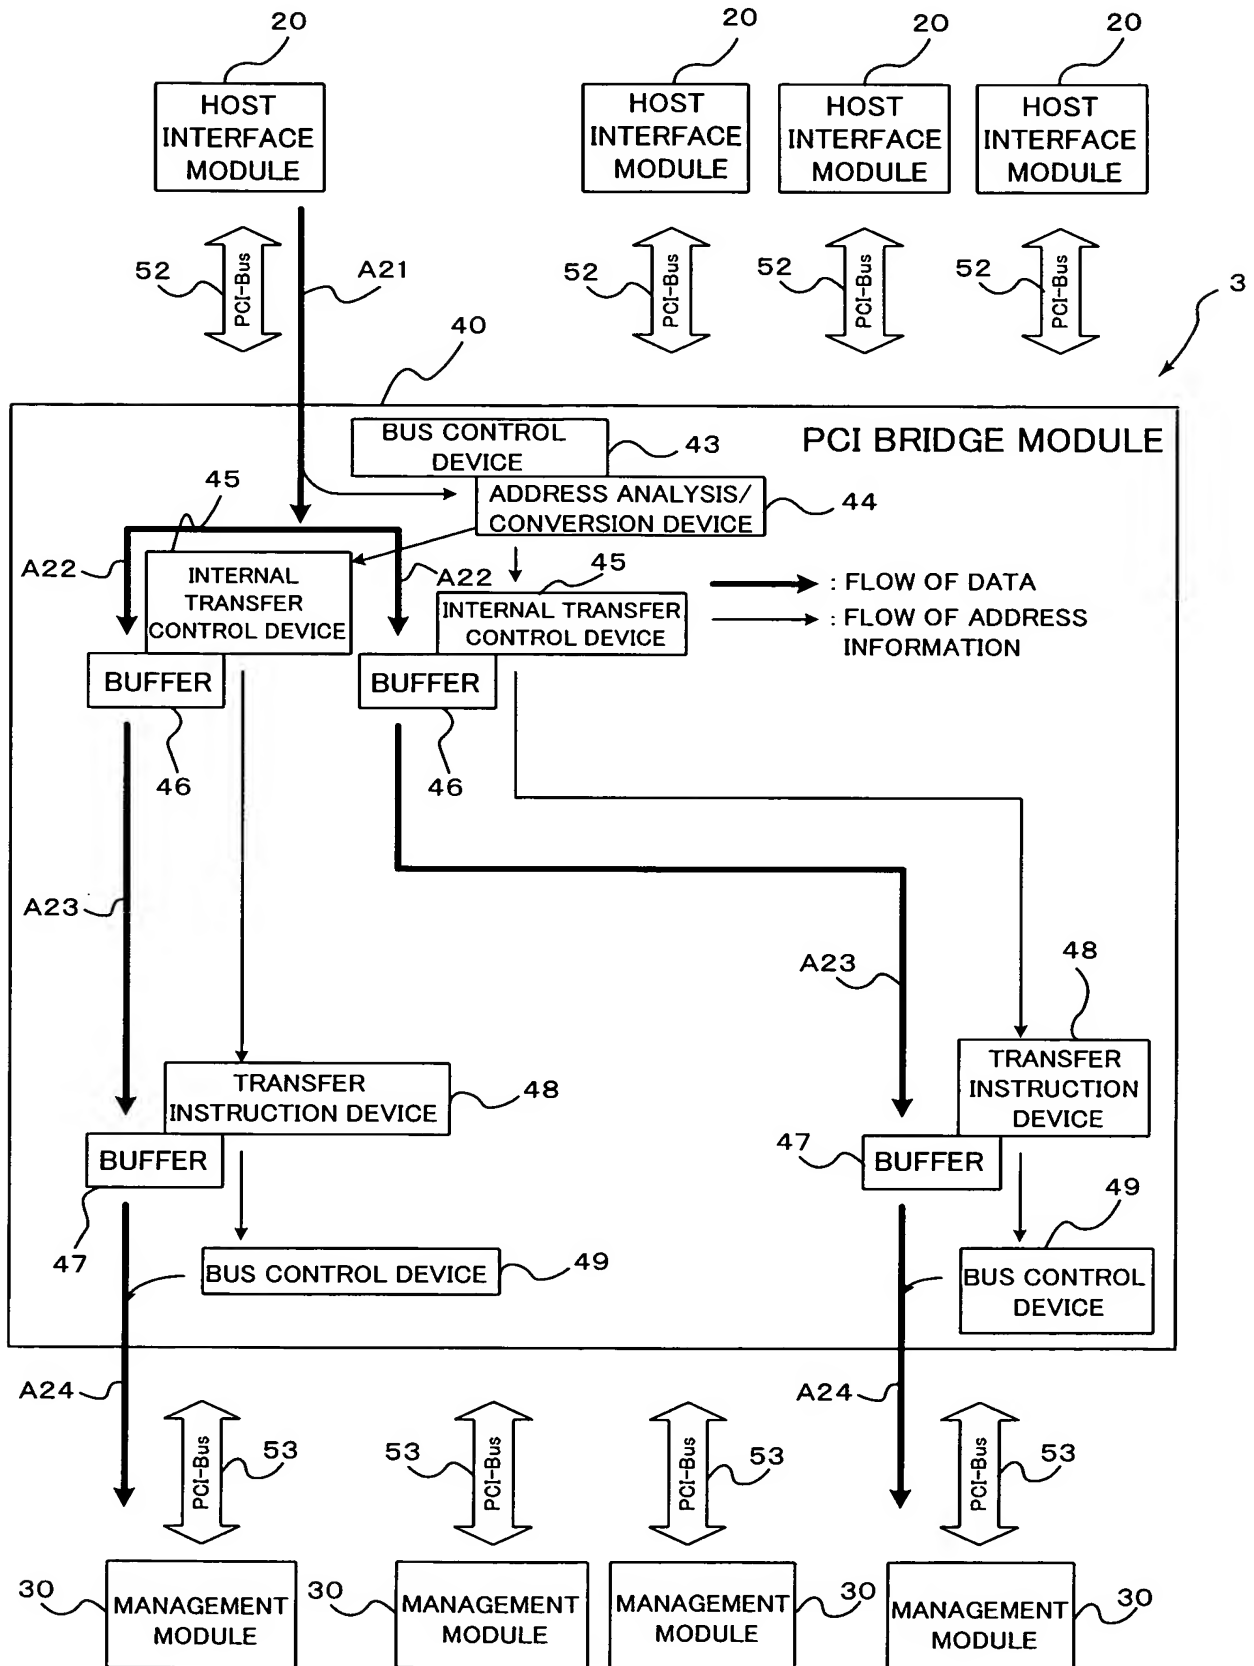 20
20
20
20
HOST
INTERFACE
MODULE
HOST
INTERFACE
MODULE
HOST
INTERFACE
MODULE
HOST
INTERFACE
MODULE
52
PCI-Bus
A21
52
PCI-Bus
52
PCI-Bus
52
PCI-Bus
3
40
BUS CONTROL
DEVICE
43
PCI BRIDGE MODULE
45
ADDRESS ANALYSIS/
CONVERSION DEVICE
44
A22
INTERNAL
TRANSFER
CONTROL DEVICE
A22
45
INTERNAL TRANSFER
CONTROL DEVICE
: FLOW OF DATA
: FLOW OF ADDRESS
INFORMATION
BUFFER
BUFFER
46
46
A23
A23
48
TRANSFER
INSTRUCTION DEVICE
48
TRANSFER
INSTRUCTION
DEVICE
BUFFER
47
BUFFER
47
49
BUS CONTROL DEVICE
49
BUS CONTROL
DEVICE
A24
A24
PCI-Bus
53
53
PCI-Bus
PCI-Bus
53
PCI-Bus
53
30
MANAGEMENT
MODULE
30
MANAGEMENT
MODULE
MANAGEMENT
MODULE
30
MANAGEMENT
MODULE
30